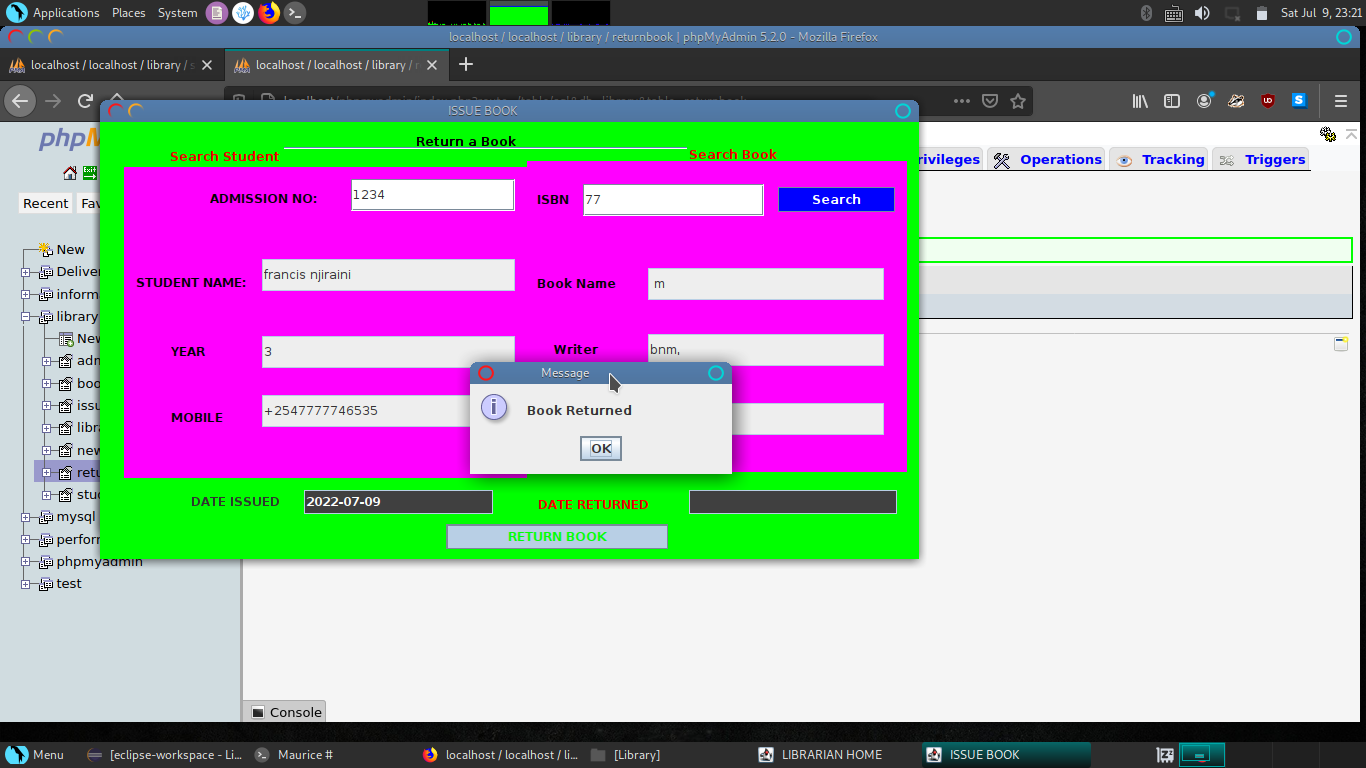 Applications Places System Sat Jul 9, 23:21
localhost / localhost / library / returnbook | phpMyAdmin 5.2.0 - Mozilla Firefox
localhost / localhost / library / s localhost / localhost / library / r
ISSUE BOOK
Return a Book
Search Student Search Book
ADMISSION NO: 1234 ISBN 77 Search
STUDENT NAME: francis njiraini Book Name m
YEAR 3 Writer bnm,
MOBILE +2547777746535
Message
Book Returned
OK
DATE ISSUED 2022-07-09 DATE RETURNED
RETURN BOOK
phpM
Recent Fav
New
Deliver
inform
library
New
adm
boo
issu
libra
new
retu
stud
mysql
perfor
phpmyadmin
test
rivileges Operations Tracking Triggers
Console
Menu [eclipse-workspace - Li... Maurice # localhost / localhost / li... [Library] LIBRARIAN HOME ISSUE BOOK